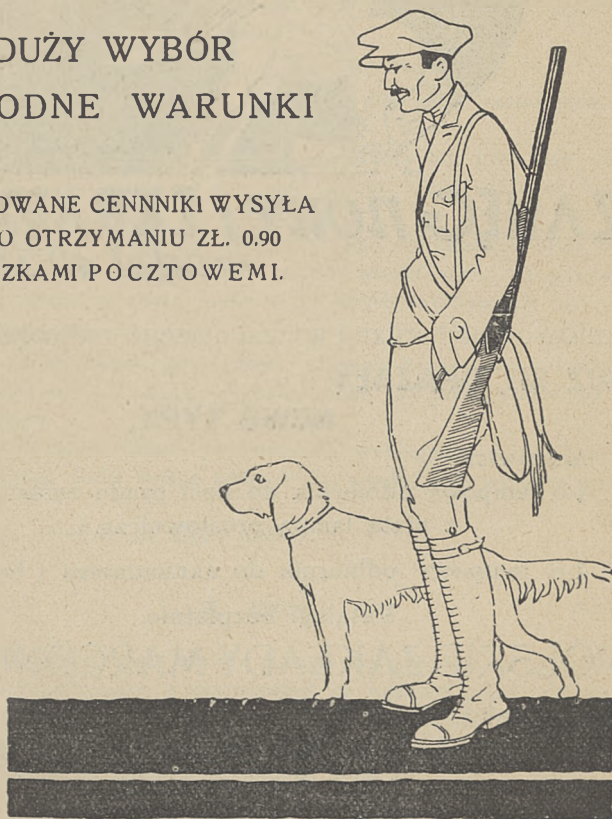 DUŻY WYBÓR
ODNE WARUNKI
OWANE CENNNIKI WYSYŁA
O OTRZYMANIU ZŁ. 0.90
ZKAMI POCZTOWEMI.